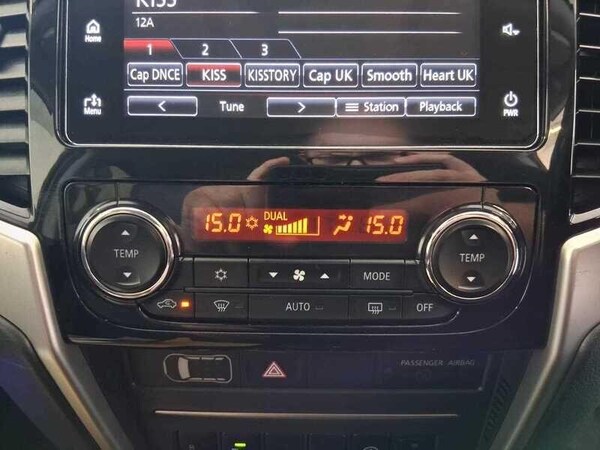 KISS
12A
Home
1 2 3
Cap DNCE KISS KISSTORY Cap UK Smooth Heart UK
Menu
< Tune > Station Playback
PWR
15.0 DUAL 15.0
TEMP
TEMP
MODE
AUTO
OFF
PASSENGER AIRBAG